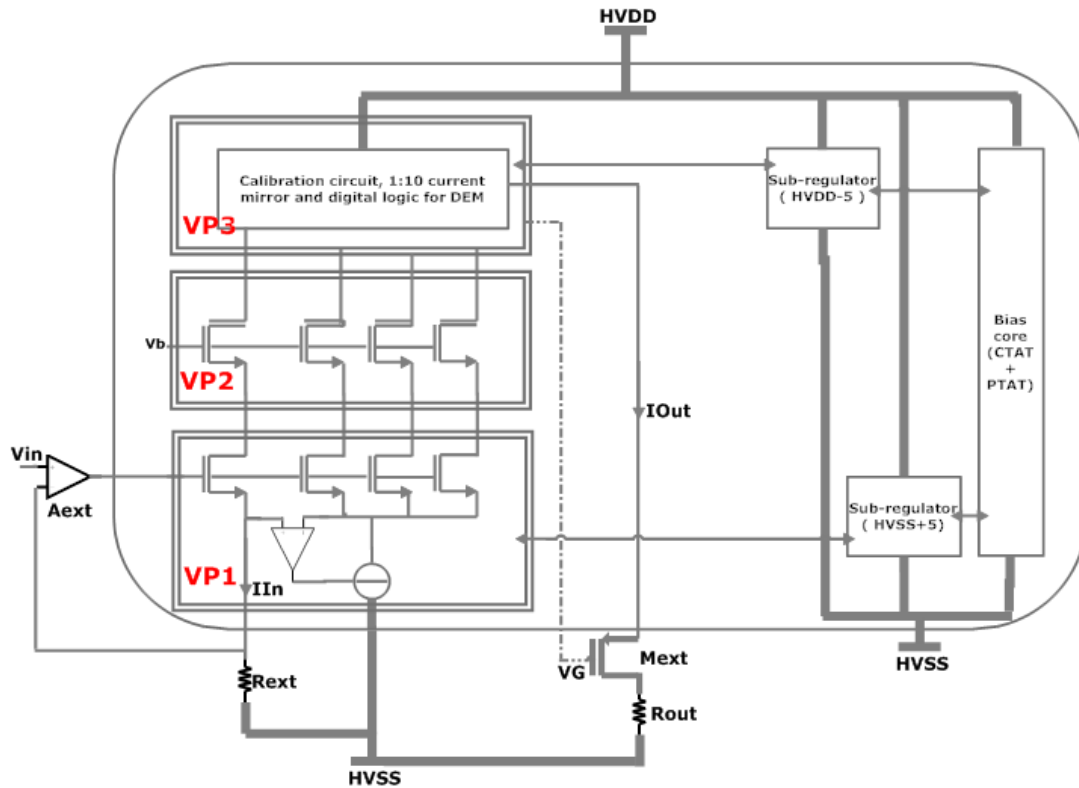 HVDD
Calibration circuit, 1:10 current
mirror and digital logic for DEM
VP3
Sub-regulator
( HVDD-5 )
Vb
VP2
Bias
core
(CTAT
+
PTAT)
IOut
Vin
Aext
Sub-regulator
( HVSS+5)
VP1
IIn
HVSS
VG
Mext
Rext
Rout
HVSS